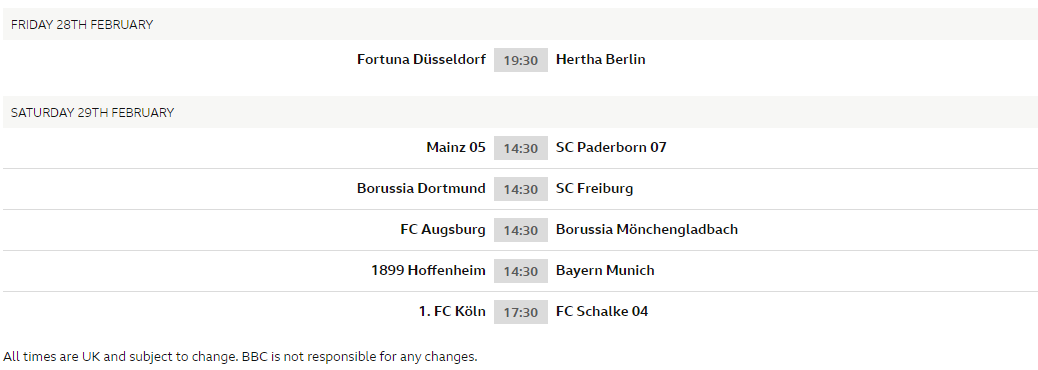 FRIDAY 28TH FEBRUARY
Fortuna Düsseldorf 19:30 Hertha Berlin
SATURDAY 29TH FEBRUARY
Mainz 05 14:30 SC Paderborn 07
Borussia Dortmund 14:30 SC Freiburg
FC Augsburg 14:30 Borussia Mönchengladbach
1899 Hoffenheim 14:30 Bayern Munich
1. FC Köln 17:30 FC Schalke 04
All times are UK and subject to change. BBC is not responsible for any changes.